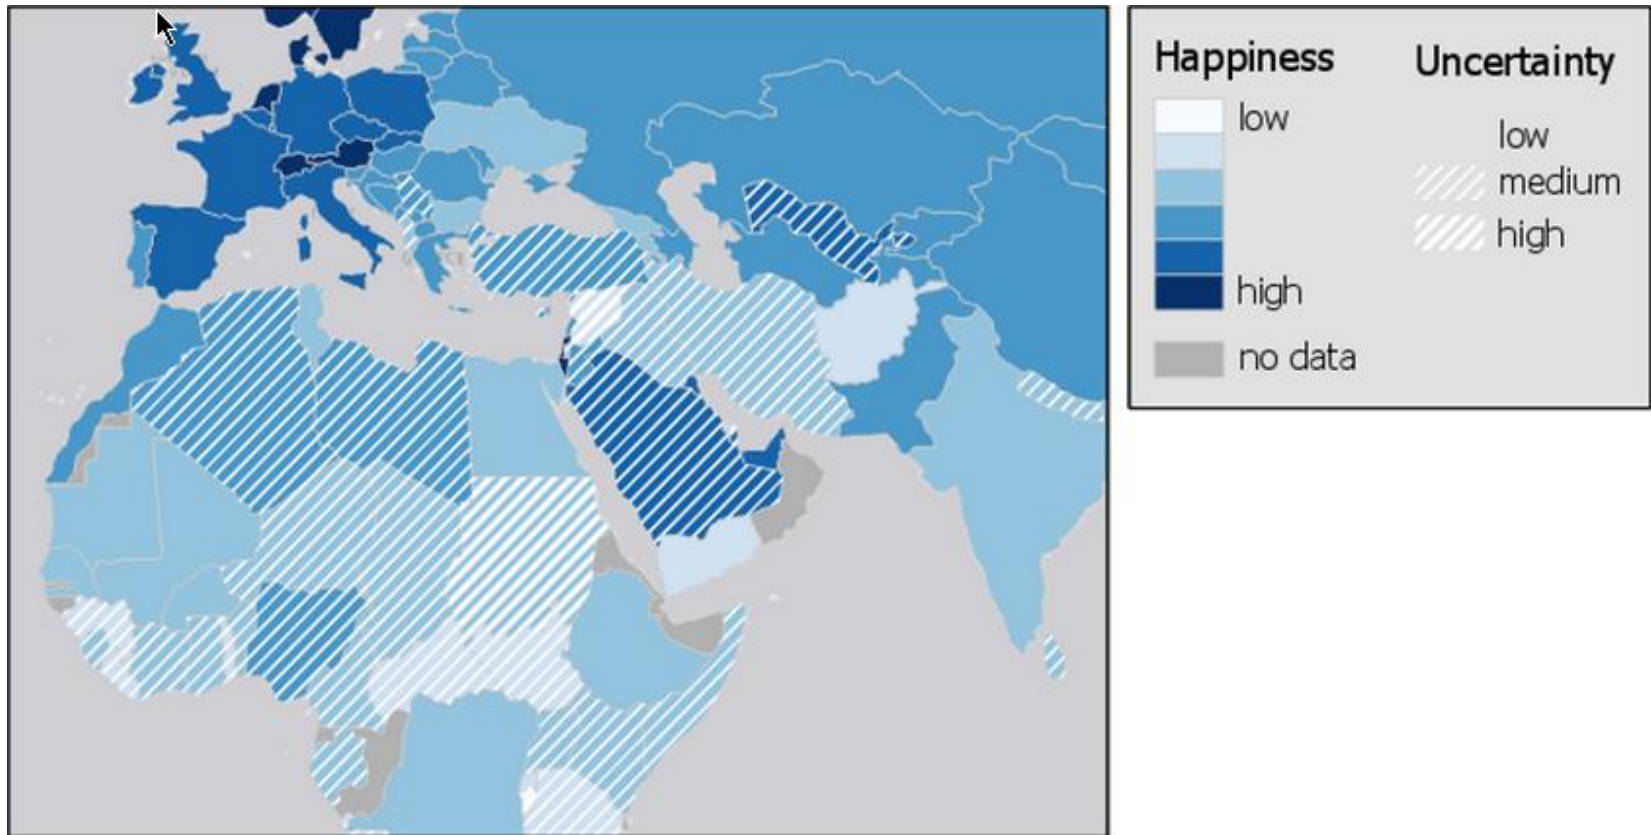 Happiness
low
high
no data
Uncertainty
low
medium
high